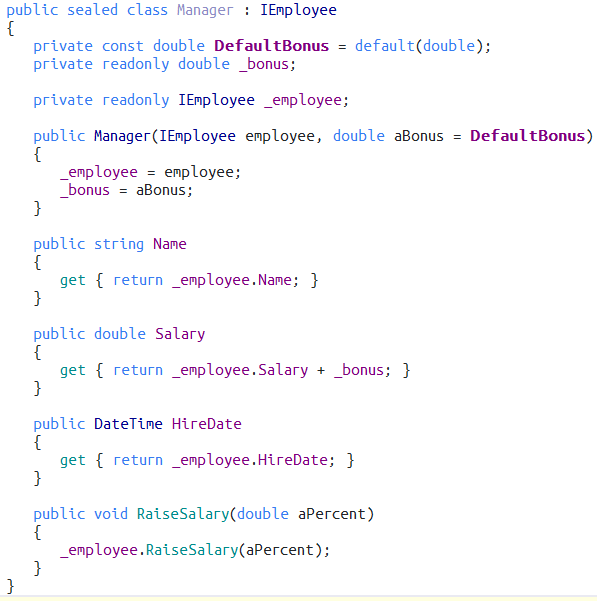 public sealed class Manager : IEmployee
{
   private const double DefaultBonus = default(double);
   private readonly double _bonus;

   private readonly IEmployee _employee;

   public Manager(IEmployee employee, double aBonus = DefaultBonus)
   {
      _employee = employee;
      _bonus = aBonus;
   }

   public string Name
   {
      get { return _employee.Name; }
   }

   public double Salary
   {
      get { return _employee.Salary + _bonus; }
   }

   public DateTime HireDate
   {
      get { return _employee.HireDate; }
   }

   public void RaiseSalary(double aPercent)
   {
      _employee.RaiseSalary(aPercent);
   }
}